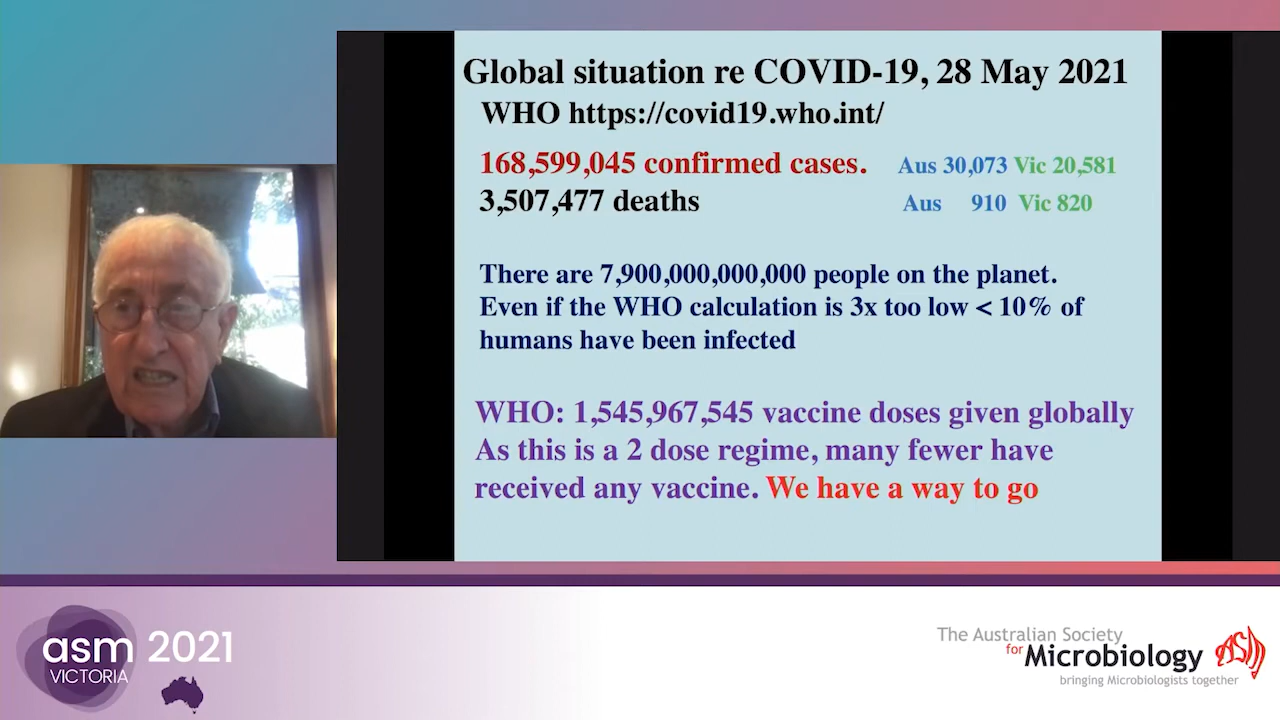 Global situation re COVID-19, 28 May 2021
WHO https://covid19.who.int/
168,599,045 confirmed cases. Aus 30,073 Vic 20,581
3,507,477 deaths Aus 910 Vic 820
There are 7,900,000,000,000 people on the planet.
Even if the WHO calculation is 3x too low < 10% of
humans have been infected
WHO: 1,545,967,545 vaccine doses given globally
As this is a 2 dose regime, many fewer have
received any vaccine. We have a way to go
asm 2021
VICTORIA
The Australian Society
for Microbiology
bringing Microbiologists together
ASM